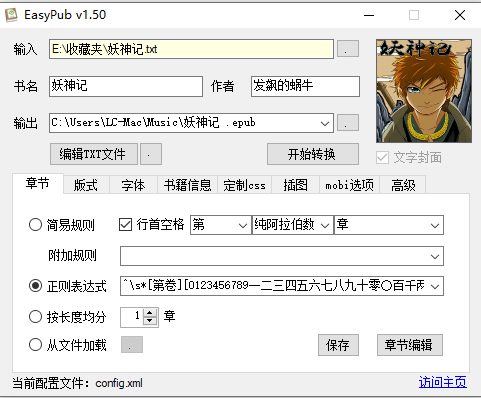 EasyPub v1.50
输入 E:\收藏夹\妖神记.txt .
妖神记
书名 妖神记 作者 发飙的蜗牛
输出 C:\Users\LC-Mac\Music\妖神记 .epub .
编辑TXT文件 . 开始转换
文字封面
章节 版式 字体 书籍信息 定制css 插图 mobi选项 高级
简易规则 行首空格 第 纯阿拉伯数 章
附加规则
正则表达式 ^\s*[第卷][0123456789一二三四五六七八九十零〇百千两
按长度均分 1 章
从文件加载 . 保存 章节编辑
当前配置文件：config.xml 访问主页